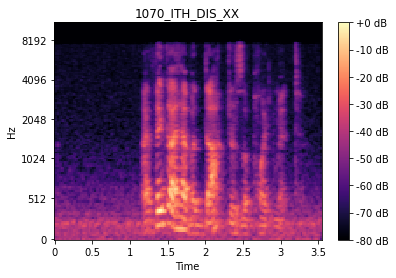 1070_ITH_DIS_XX
+0 dB
8192
-10 dB
4096
-20 dB
-30 dB
2048
Hz
-40 dB
1024
-50 dB
512
-60 dB
-70 dB
0
-80 dB
0 0.5 1 1.5 2 2.5 3 3.5
Time